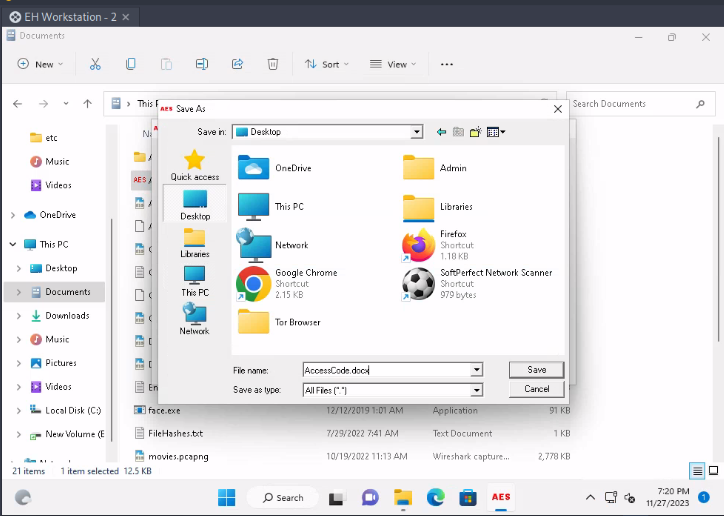 EH Workstation - 2
Documents
New
Sort
View
This P
Search Documents
AES Save As
Save in:
Desktop
etc
Music
Videos
OneDrive
This PC
Desktop
Documents
Downloads
Music
Pictures
Videos
Local Disk (C:)
New Volume (E
Na
AES
Quick access
Desktop
Libraries
This PC
Network
OneDrive
Admin
This PC
Libraries
Network
Firefox
Shortcut
1.18 KB
Google Chrome
Shortcut
2.15 KB
SoftPerfect Network Scanner
Shortcut
979 bytes
Tor Browser
File name:
AccessCode.docx
Save
Save as type:
All Files (*.*)
Cancel
En
face.exe 12/12/2019 1:01 AM Application 91 KB
FileHashes.txt 7/29/2022 7:41 AM Text Document 1 KB
movies.pcapng 10/19/2022 11:13 AM Wireshark capture... 2,778 KB
21 items 1 item selected 12.5 KB
Search
AES
7:20 PM
11/27/2023
1